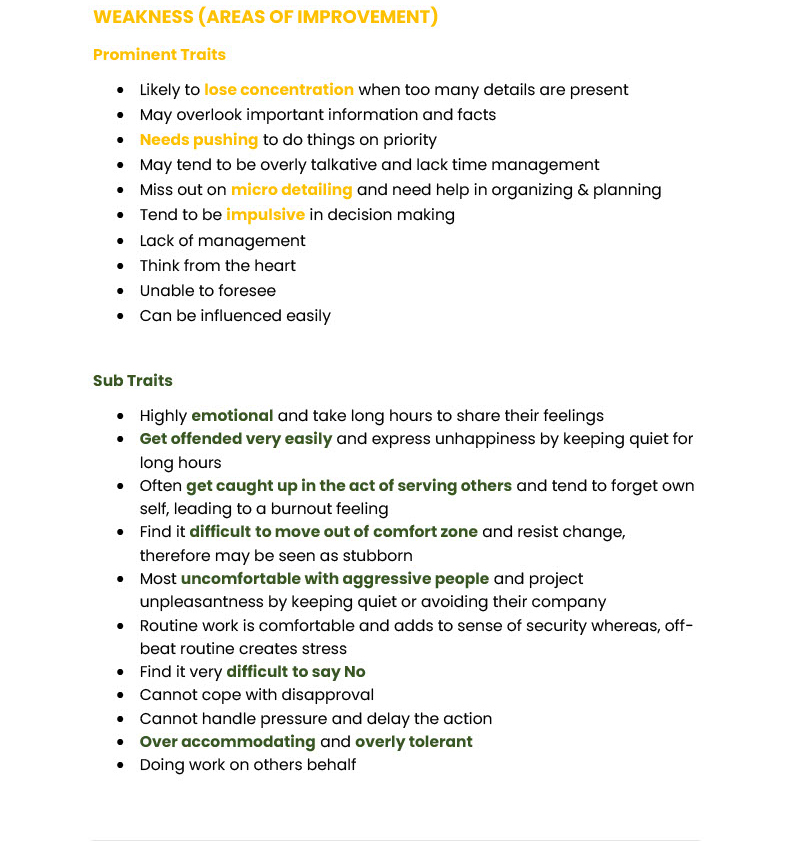 WEAKNESS (AREAS OF IMPROVEMENT)
Prominent Traits
• Likely to lose concentration when too many details are present
• May overlook important information and facts
• Needs pushing to do things on priority
• May tend to be overly talkative and lack time management
• Miss out on micro detailing and need help in organizing & planning
• Tend to be impulsive in decision making
• Lack of management
• Think from the heart
• Unable to foresee
• Can be influenced easily
Sub Traits
• Highly emotional and take long hours to share their feelings
• Get offended very easily and express unhappiness by keeping quiet for
long hours
• Often get caught up in the act of serving others and tend to forget own
self, leading to a burnout feeling
• Find it difficult to move out of comfort zone and resist change,
therefore may be seen as stubborn
• Most uncomfortable with aggressive people and project
unpleasantness by keeping quiet or avoiding their company
• Routine work is comfortable and adds to sense of security whereas, off-
beat routine creates stress
• Find it very difficult to say No
• Cannot cope with disapproval
• Cannot handle pressure and delay the action
• Over accommodating and overly tolerant
• Doing work on others behalf